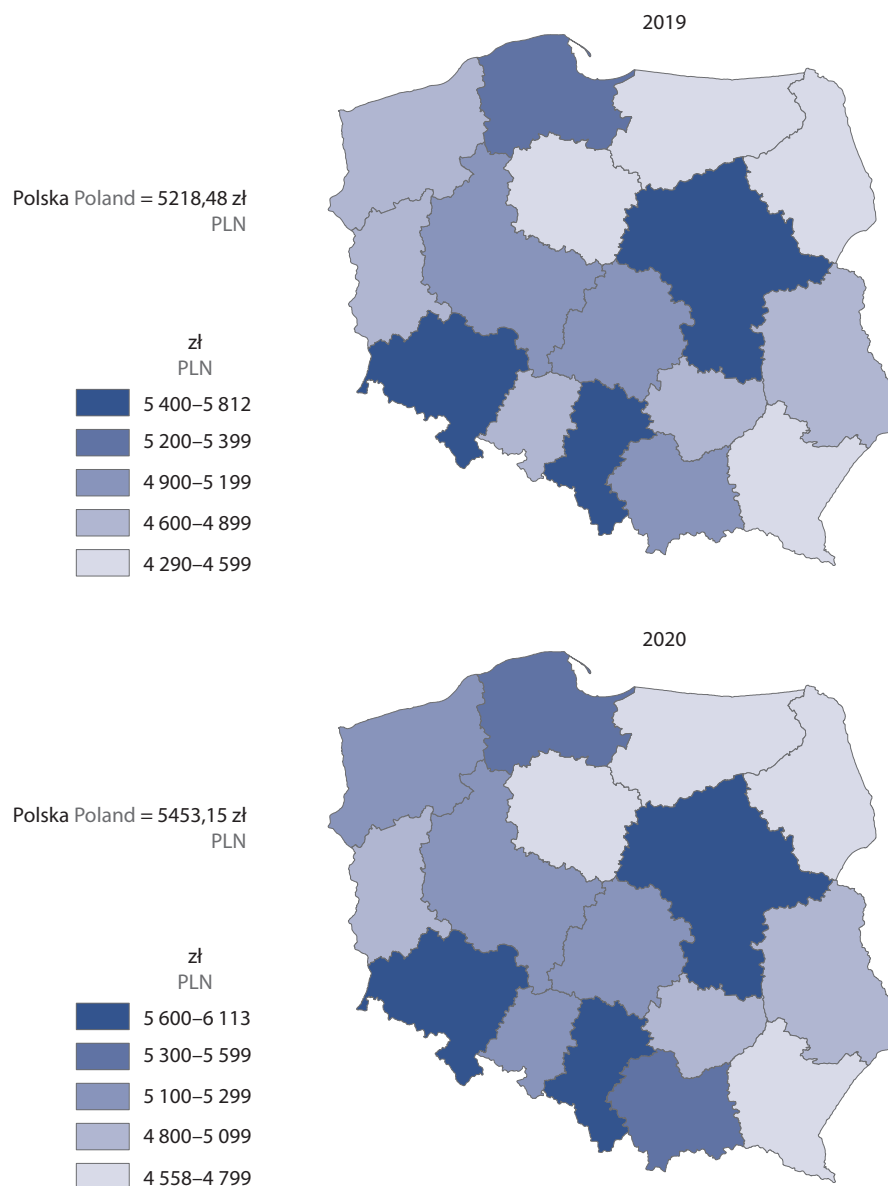 2019
Polska Poland = 5218,48 zł
PLN
zł
PLN
5 400–5 812
5 200–5 399
4 900–5 199
4 600–4 899
4 290–4 599
2020
Polska Poland = 5453,15 zł
PLN
zł
PLN
5 600–6 113
5 300–5 599
5 100–5 299
4 800–5 099
4 558–4 799